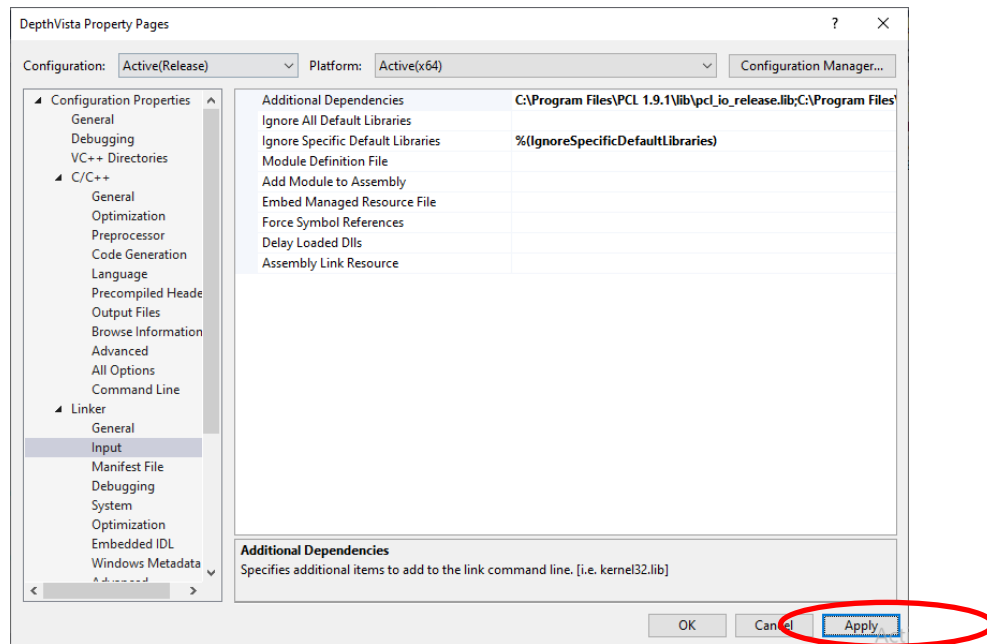 DepthVista Property Pages
?
Configuration: Active(Release) Platform: Active(x64) Configuration Manager...
Configuration Properties
General
Debugging
VC++ Directories
C/C++
General
Optimization
Preprocessor
Code Generation
Language
Precompiled Heade
Output Files
Browse Information
Advanced
All Options
Command Line
Linker
General
Input
Manifest File
Debugging
System
Optimization
Embedded IDL
Windows Metadata
Advanced
Additional Dependencies C:\Program Files\PCL 1.9.1\lib\pcl_io_release.lib;C:\Program Files\
Ignore All Default Libraries
Ignore Specific Default Libraries %(IgnoreSpecificDefaultLibraries)
Module Definition File
Add Module to Assembly
Embed Managed Resource File
Force Symbol References
Delay Loaded Dlls
Assembly Link Resource
Additional Dependencies
Specifies additional items to add to the link command line. [i.e. kernel32.lib]
OK Cancel Apply
Act